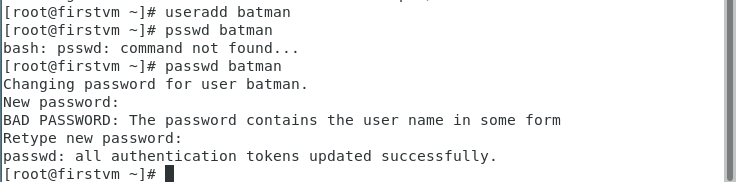 [root@firstvm ~]# useradd batman
[root@firstvm ~]# psswd batman
bash: psswd: command not found...
[root@firstvm ~]# passwd batman
Changing password for user batman.
New password:
BAD PASSWORD: The password contains the user name in some form
Retype new password:
passwd: all authentication tokens updated successfully.
[root@firstvm ~]#